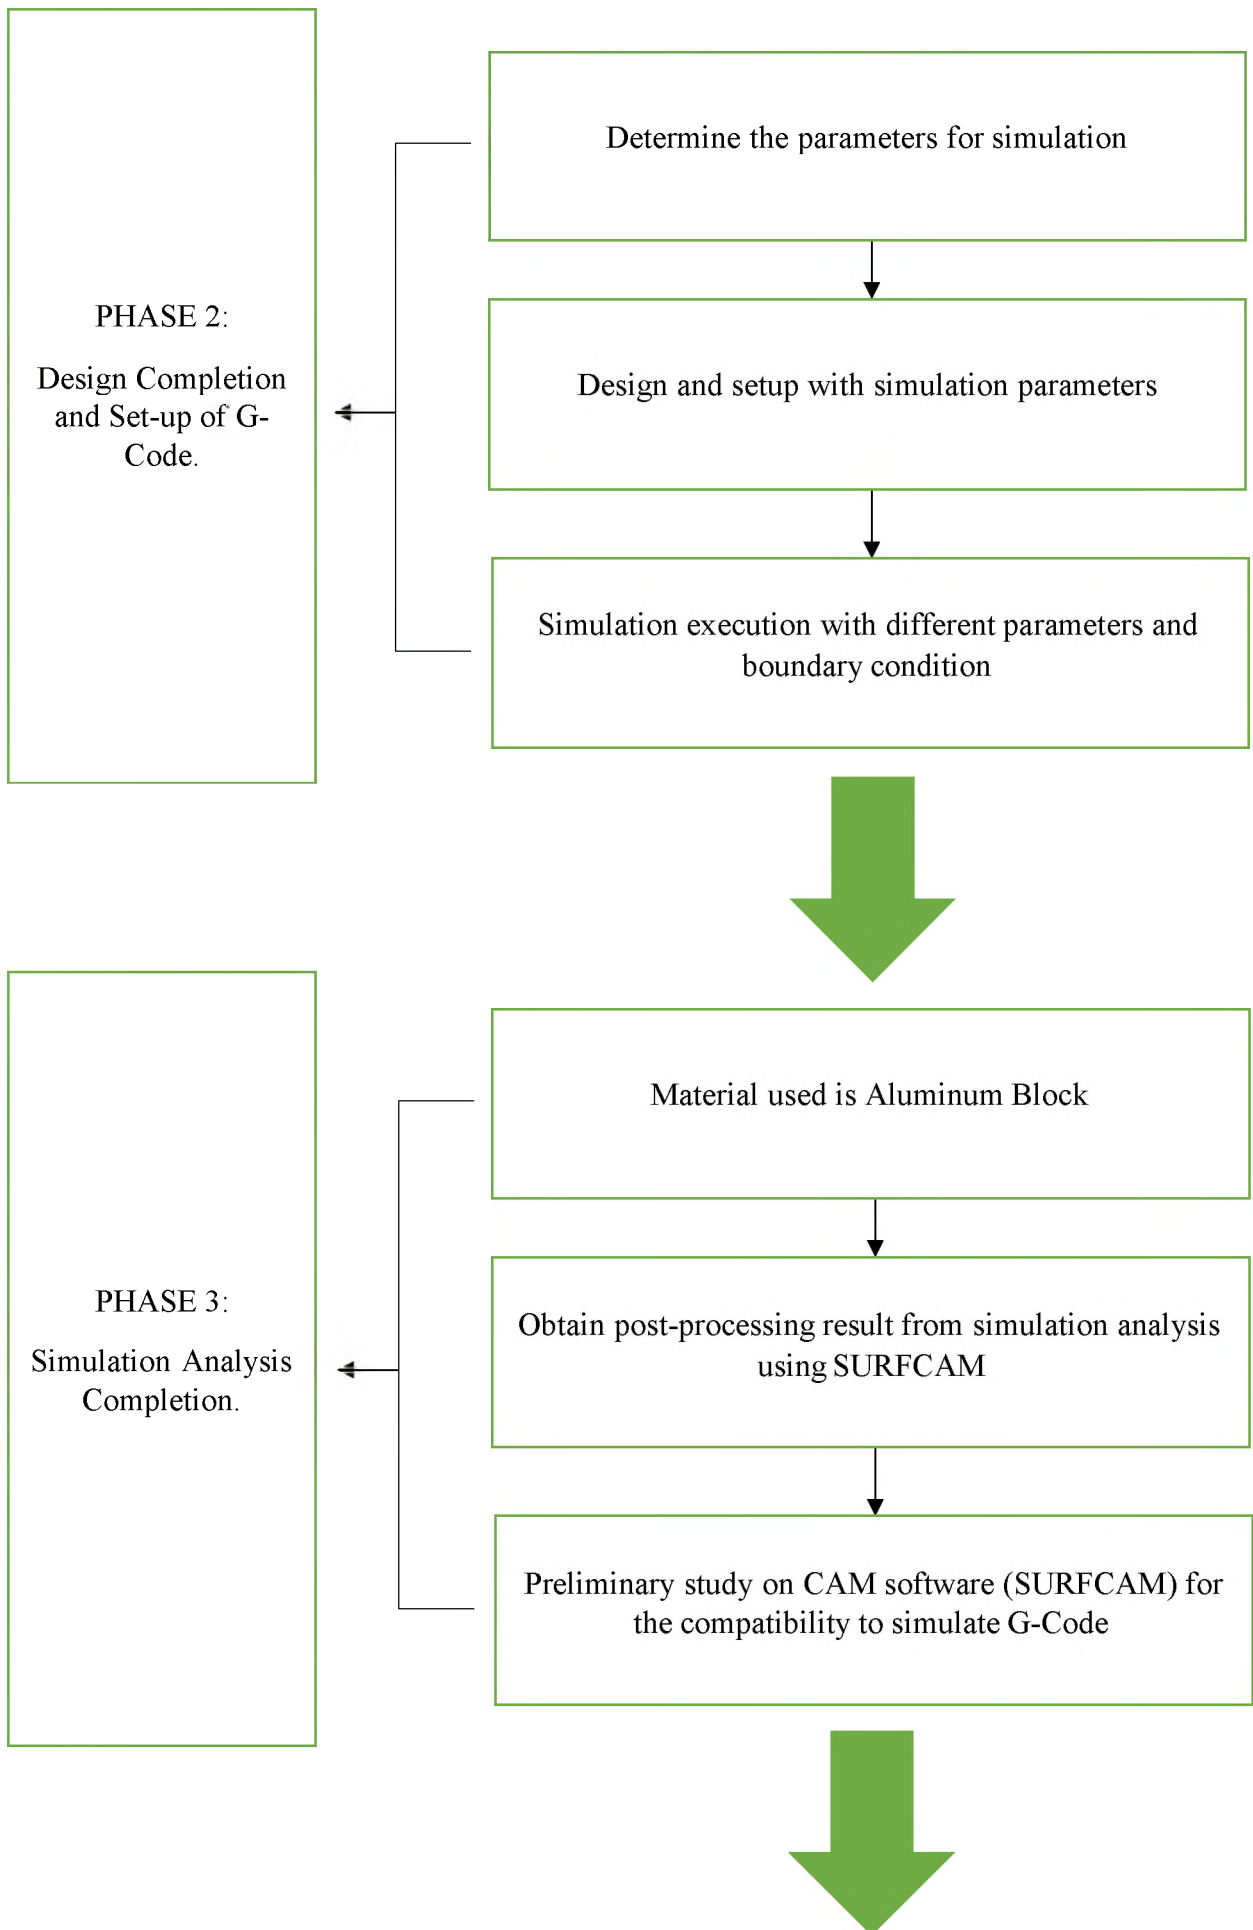 PHASE 2:
Design Completion
and Set-up of G-
Code.
Determine the parameters for simulation
Design and setup with simulation parameters
Simulation execution with different parameters and
boundary condition
PHASE 3:
Simulation Analysis
Completion.
Material used is Aluminum Block
Obtain post-processing result from simulation analysis
using SURFCAM
Preliminary study on CAM software (SURFCAM) for
the compatibility to simulate G-Code